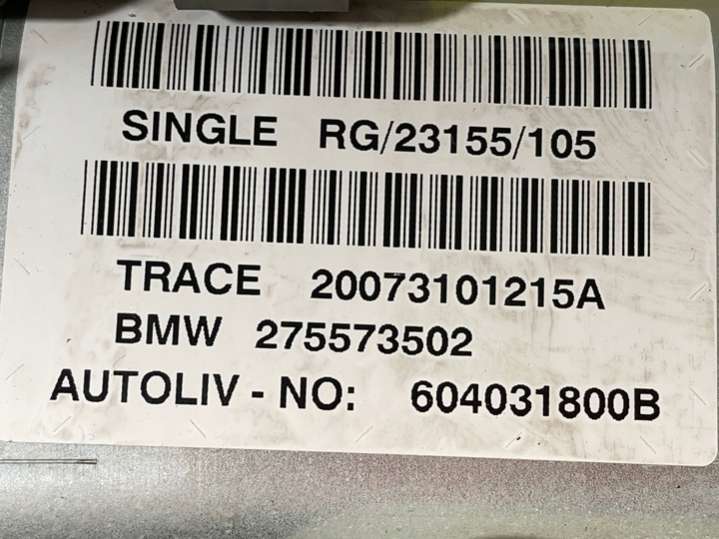 SINGLE RG/23155/105
TRACE 20073101215A
BMW 275573502
AUTOLIV - NO: 604031800B